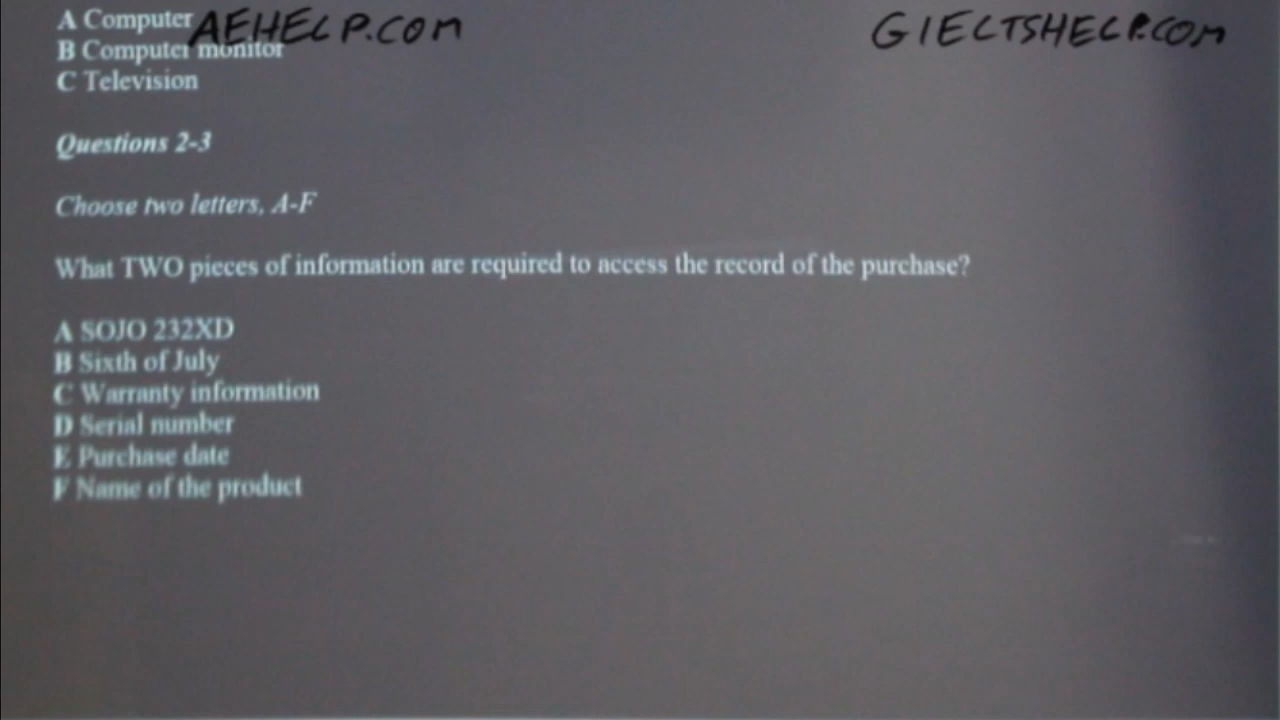 A Computer
AEHELP.COM
GIELTSHELP.COM
B Computer monitor
C Television
Questions 2-3
Choose two letters, A-F
What TWO pieces of information are required to access the record of the purchase?
A SOJO 232XD
B Sixth of July
C Warranty information
D Serial number
E Purchase date
F Name of the product